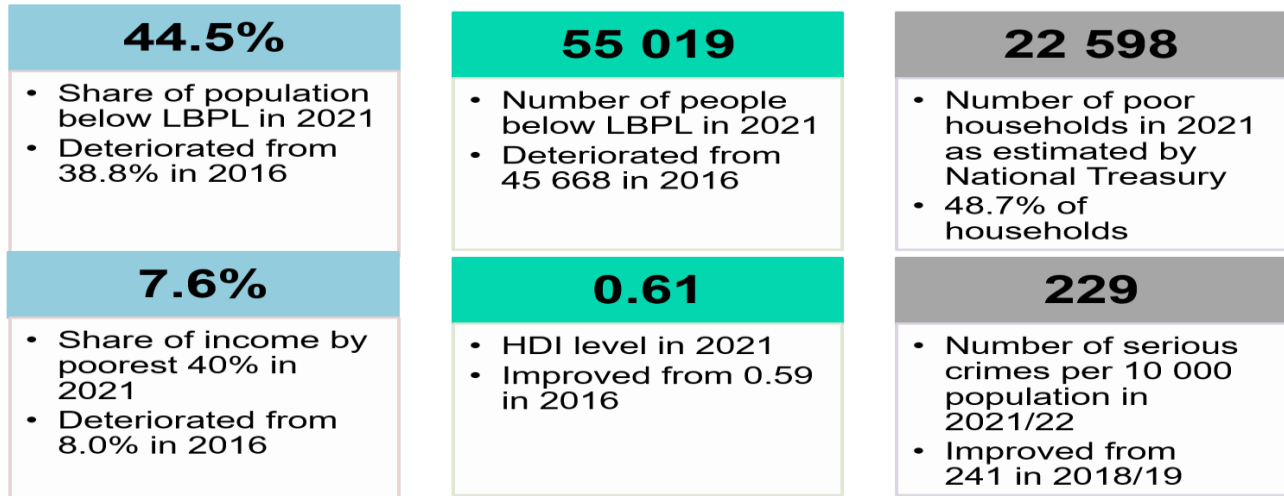 44.5%
• Share of population
below LBPL in 2021
• Deteriorated from
38.8% in 2016
55 019
• Number of people
below LBPL in 2021
• Deteriorated from
45 668 in 2016
22 598
• Number of poor
households in 2021
as estimated by
National Treasury
• 48.7% of
households
7.6%
• Share of income by
poorest 40% in
2021
• Deteriorated from
8.0% in 2016
0.61
• HDI level in 2021
• Improved from 0.59
in 2016
229
• Number of serious
crimes per 10 000
population in
2021/22
• Improved from
241 in 2018/19